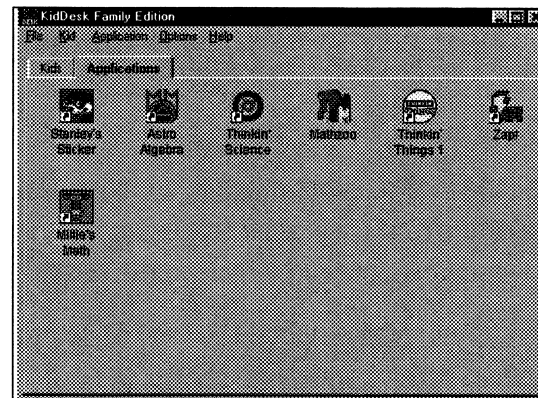 KidDesk Family Edition
File Kid Application Options Help
Kids Applications
Stanley's Astro Thinkin' Mathzoo Thinkin' Zap!
Sticker Algebra Science Things 1
Millie's
Math